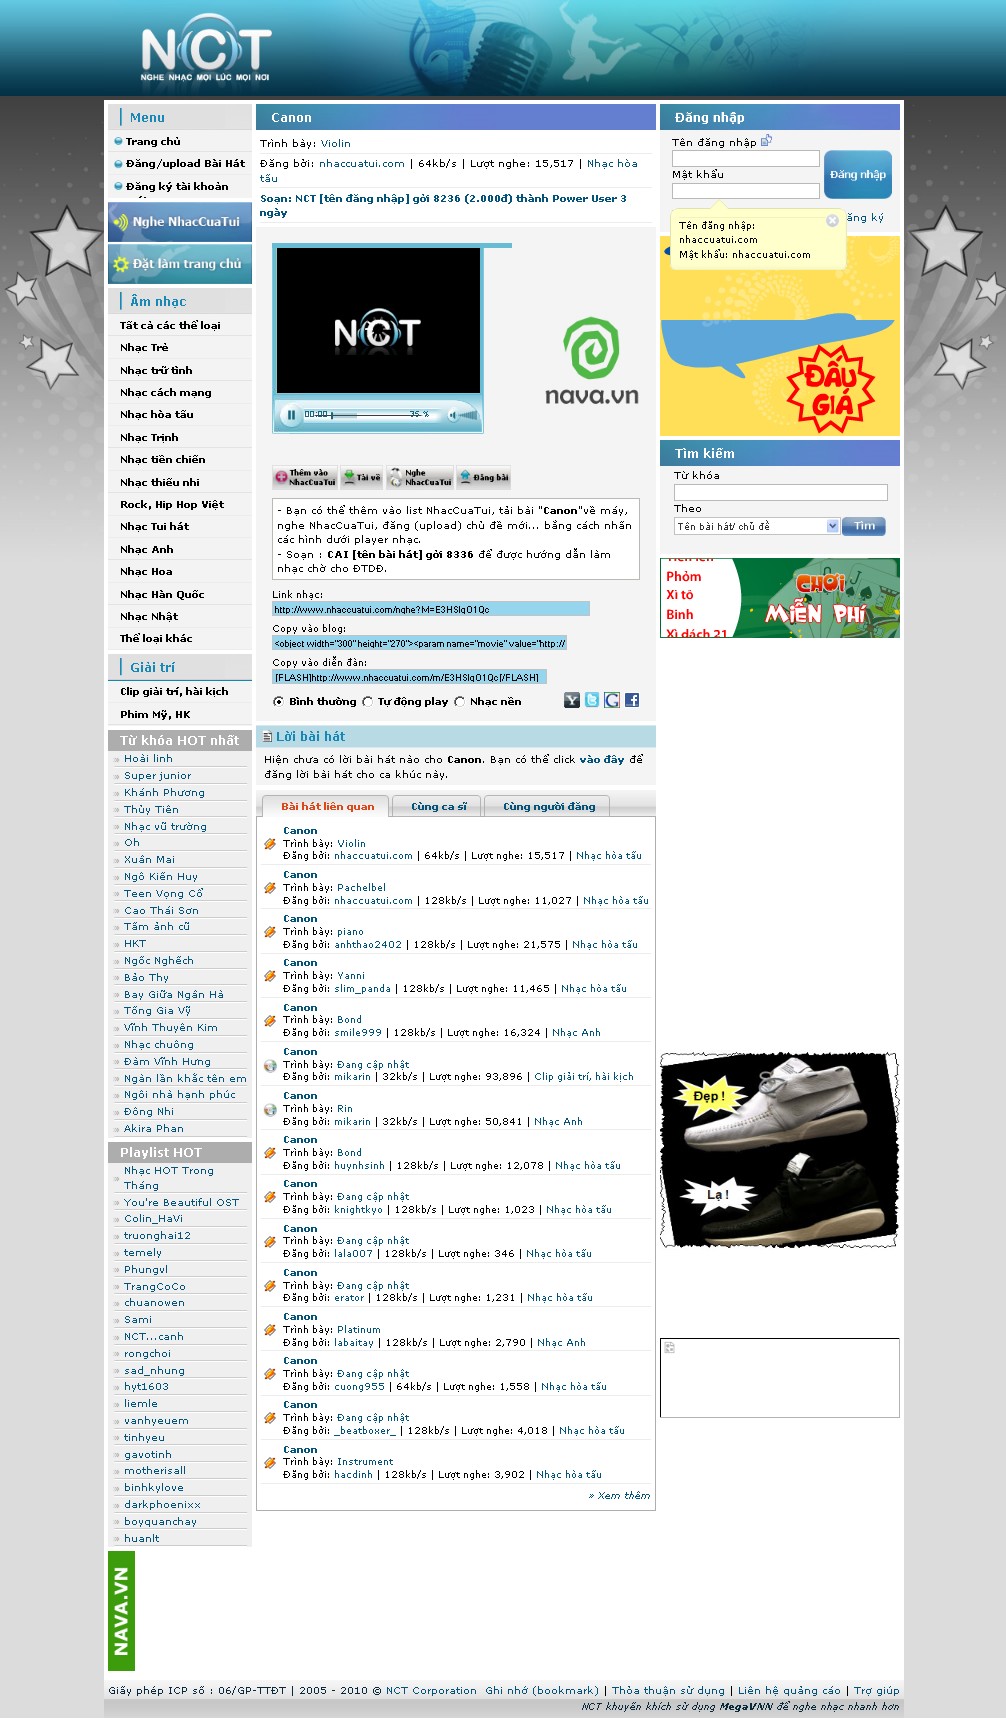 NCT
NGHE NHẠC MỌI LÚC MỌI NƠI
Menu
Trang chủ
Đăng/upload Bài Hát
Đăng ký tài khoản
Nghe NhacCuaTui
Đặt làm trang chủ
Âm nhạc
Tất cả các thể loại
Nhạc Trẻ
Nhạc trữ tình
Nhạc cách mạng
Nhạc hòa tấu
Nhạc Trịnh
Nhạc tiền chiến
Nhạc thiếu nhi
Rock, Hip Hop Việt
Nhạc Tui hát
Nhạc Anh
Nhạc Hoa
Nhạc Hàn Quốc
Nhạc Nhật
Thể loại khác
Giải trí
Clip giải trí, hài kịch
Phim Mỹ, HK
Từ khóa HOT nhất
Hoài linh
Super junior
Khánh Phương
Thủy Tiên
Nhạc vũ trường
Oh
Xuân Mai
Ngô Kiến Huy
Teen Vọng Cổ
Cao Thái Sơn
Tấm ảnh cũ
HKT
Ngốc Nghếch
Bảo Thy
Bay Giữa Ngân Hà
Tống Gia Vỹ
Vĩnh Thuyên Kim
Nhạc chuông
Đàm Vĩnh Hưng
Ngàn lần khắc tên em
Ngôi nhà hạnh phúc
Đông Nhi
Akira Phan
Playlist HOT
Nhạc HOT Trong
Tháng
You're Beautiful OST
Colin_HaVi
truonghai12
temely
Phungvl
TrangCoCo
chuanowen
Sami
NCT...canh
rongchoi
sad_nhung
hyt1603
liemle
vanhyeuem
tinhyeu
gavotinh
motherisall
binhkylove
darkphoenixx
boyquanchay
huanlt
NAVA.VN
Canon
Trình bày: Violin
Đăng bởi: nhaccuatui.com | 64kb/s | Lượt nghe: 15,517 | Nhạc hòa
tấu
Soạn: NCT [tên đăng nhập] gởi 8236 (2.000đ) thành Power User 3
ngày
NCT
00:00
35 %
nava.vn
Thêm vào
NhacCuaTui
Tải về
Nghe
NhacCuaTui
Đăng bài
- Bạn có thể thêm vào list NhacCuaTui, tải bài "Canon"về máy,
nghe NhacCuaTui, đăng (upload) chủ đề mới... bằng cách nhấn
các hình dưới player nhạc.
- Soạn : CAI [tên bài hát] gởi 8336 để được hướng dẫn làm
nhạc chờ cho ĐTDĐ.
Link nhạc:
http://www.nhaccuatui.com/nghe?M=E3HSIqO1Qc
Copy vào blog:
<object width="300" height="270"><param name="movie" value="http://
Copy vào diễn đàn:
[FLASH]http://www.nhaccuatui.com/m/E3HSIqO1Qc[/FLASH]
Bình thường
Tự động play
Nhạc nền
Lời bài hát
Hiện chưa có lời bài hát nào cho Canon. Bạn có thể click vào đây để
đăng lời bài hát cho ca khúc này.
Bài hát liên quan
Cùng ca sĩ
Cùng người đăng
Canon
Trình bày: Violin
Đăng bởi: nhaccuatui.com | 64kb/s | Lượt nghe: 15,517 | Nhạc hòa tấu
Canon
Trình bày: Pachelbel
Đăng bởi: nhaccuatui.com | 128kb/s | Lượt nghe: 11,027 | Nhạc hòa tấu
Canon
Trình bày: piano
Đăng bởi: anhthao2402 | 128kb/s | Lượt nghe: 21,575 | Nhạc hòa tấu
Canon
Trình bày: Yanni
Đăng bởi: slim_panda | 128kb/s | Lượt nghe: 11,465 | Nhạc hòa tấu
Canon
Trình bày: Bond
Đăng bởi: smile999 | 128kb/s | Lượt nghe: 16,324 | Nhạc Anh
Canon
Trình bày: Đang cập nhật
Đăng bởi: mikarin | 32kb/s | Lượt nghe: 93,896 | Clip giải trí, hài kịch
Canon
Trình bày: Rin
Đăng bởi: mikarin | 32kb/s | Lượt nghe: 50,841 | Nhạc Anh
Canon
Trình bày: Bond
Đăng bởi: huynhsinh | 128kb/s | Lượt nghe: 12,078 | Nhạc hòa tấu
Canon
Trình bày: Đang cập nhật
Đăng bởi: knightkyo | 128kb/s | Lượt nghe: 1,023 | Nhạc hòa tấu
Canon
Trình bày: Đang cập nhật
Đăng bởi: lala007 | 128kb/s | Lượt nghe: 346 | Nhạc hòa tấu
Canon
Trình bày: Đang cập nhật
Đăng bởi: erator | 128kb/s | Lượt nghe: 1,231 | Nhạc hòa tấu
Canon
Trình bày: Platinum
Đăng bởi: labaitay | 128kb/s | Lượt nghe: 2,790 | Nhạc Anh
Canon
Trình bày: Đang cập nhật
Đăng bởi: cuong955 | 64kb/s | Lượt nghe: 1,558 | Nhạc hòa tấu
Canon
Trình bày: Đang cập nhật
Đăng bởi: _beatboxer_ | 128kb/s | Lượt nghe: 4,018 | Nhạc hòa tấu
Canon
Trình bày: Instrument
Đăng bởi: hacdinh | 128kb/s | Lượt nghe: 3,902 | Nhạc hòa tấu
» Xem thêm
Đăng nhập
Tên đăng nhập
Mật khẩu
Đăng nhập
ăng ký
Tên đăng nhập:
nhaccuatui.com
Mật khẩu: nhaccuatui.com
ĐẤU
GIÁ
Tìm kiếm
Từ khóa
Theo
Tên bài hát/ chủ đề
Tìm
Tiến lên
Phỏm
Xì tô
Binh
Xì dách 21
CHƠI
MIỄN PHÍ
Đẹp !
Lạ !
Giấy phép ICP số : 06/GP-TTĐT | 2005 - 2010 © NCT Corporation Ghi nhớ (bookmark) | Thỏa thuận sử dụng | Liên hệ quảng cáo | Trợ giúp
NCT khuyến khích sử dụng MegaVNN để nghe nhạc nhanh hơn